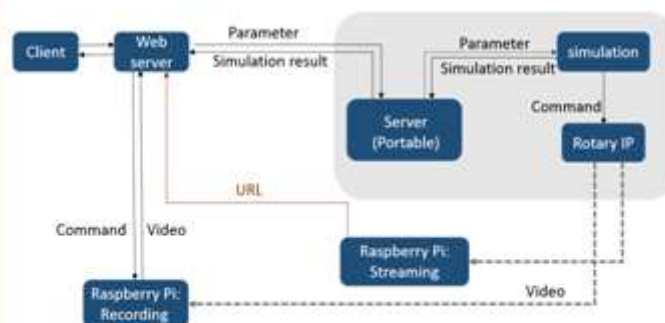 Client
Web
server
Parameter
Simulation result
Parameter
Simulation result
simulation
Command
Server
(Portable)
Rotary IP
URL
Command
Video
Raspberry Pi:
Streaming
Video
Raspberry Pi:
Recording